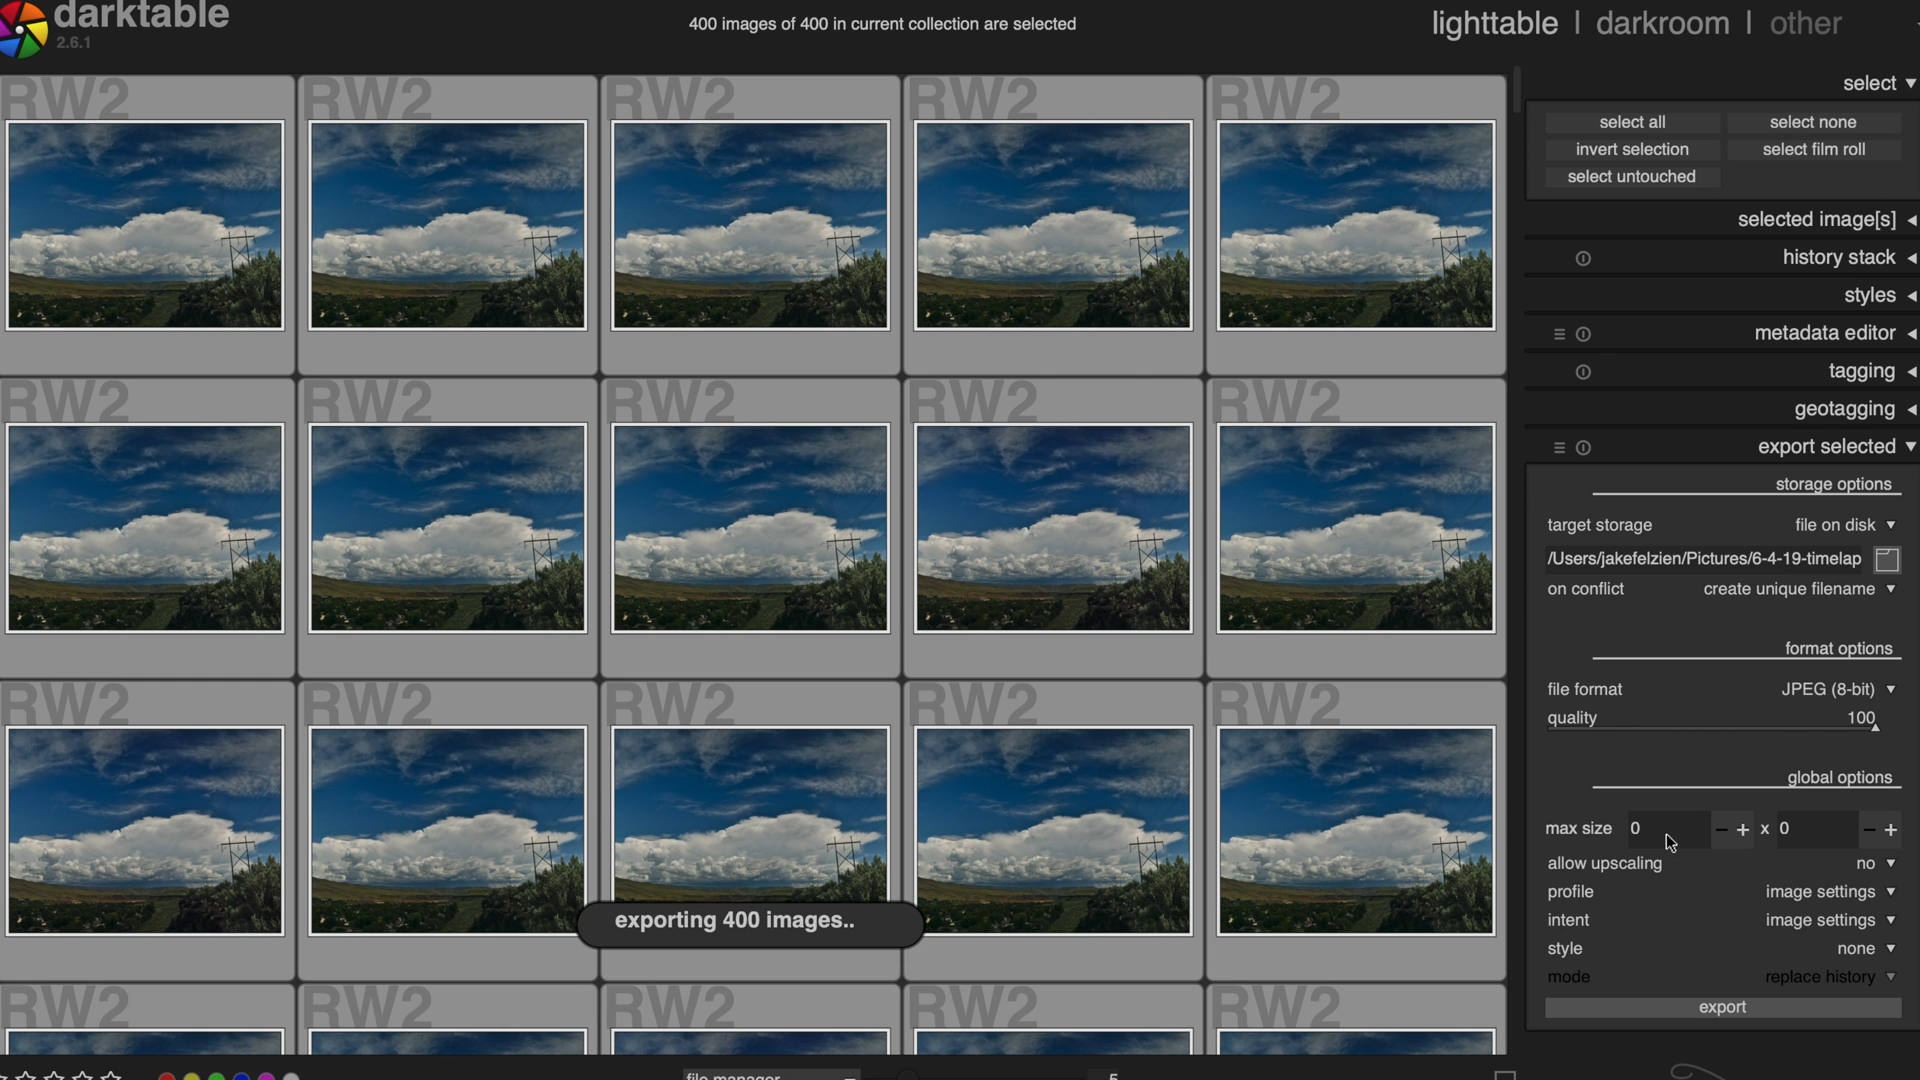 darktable
2.6.1
400 images of 400 in current collection are selected
lighttable | darkroom | other
RW2 RW2 RW2 RW2 RW2
RW2 RW2 RW2 RW2 RW2
RW2 RW2 RW2 RW2 RW2
exporting 400 images..
RW2 RW2 RW2 RW2 RW2
file manager
5
select
select all select none
invert selection select film roll
select untouched
selected image[s]
history stack
styles
metadata editor
tagging
geotagging
export selected
storage options
target storage file on disk
/Users/jakefelzien/Pictures/6-4-19-timelap
on conflict create unique filename
format options
file format JPEG (8-bit)
quality 100
global options
max size 0 − + x 0 − +
allow upscaling no
profile image settings
intent image settings
style none
mode replace history
export